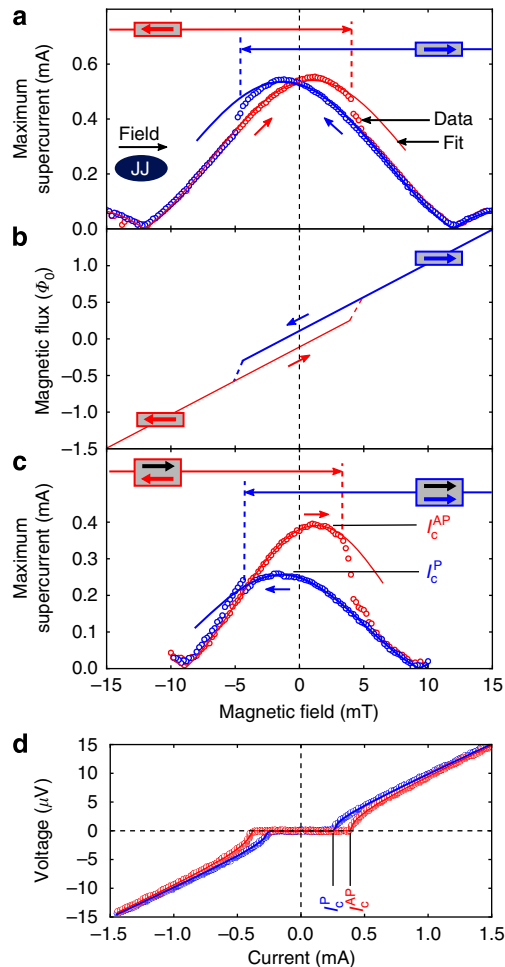 a
Maximum
supercurrent (mA)
0.6
0.4
0.2
0.0
Field
JJ
Data
Fit
b
Magnetic flux (Φ0)
1.0
0.5
0.0
−0.5
−1.0
−1.5
c
Maximum
supercurrent (mA)
0.4
0.3
0.2
0.1
0.0
IcAP
IcP
−15 −10 −5 0 5 10 15
Magnetic field (mT)
d
Voltage (μV)
15
10
5
0
−5
−10
−15
IcP
IcAP
−1.5 −1.0 −0.5 0.0 0.5 1.0 1.5
Current (mA)